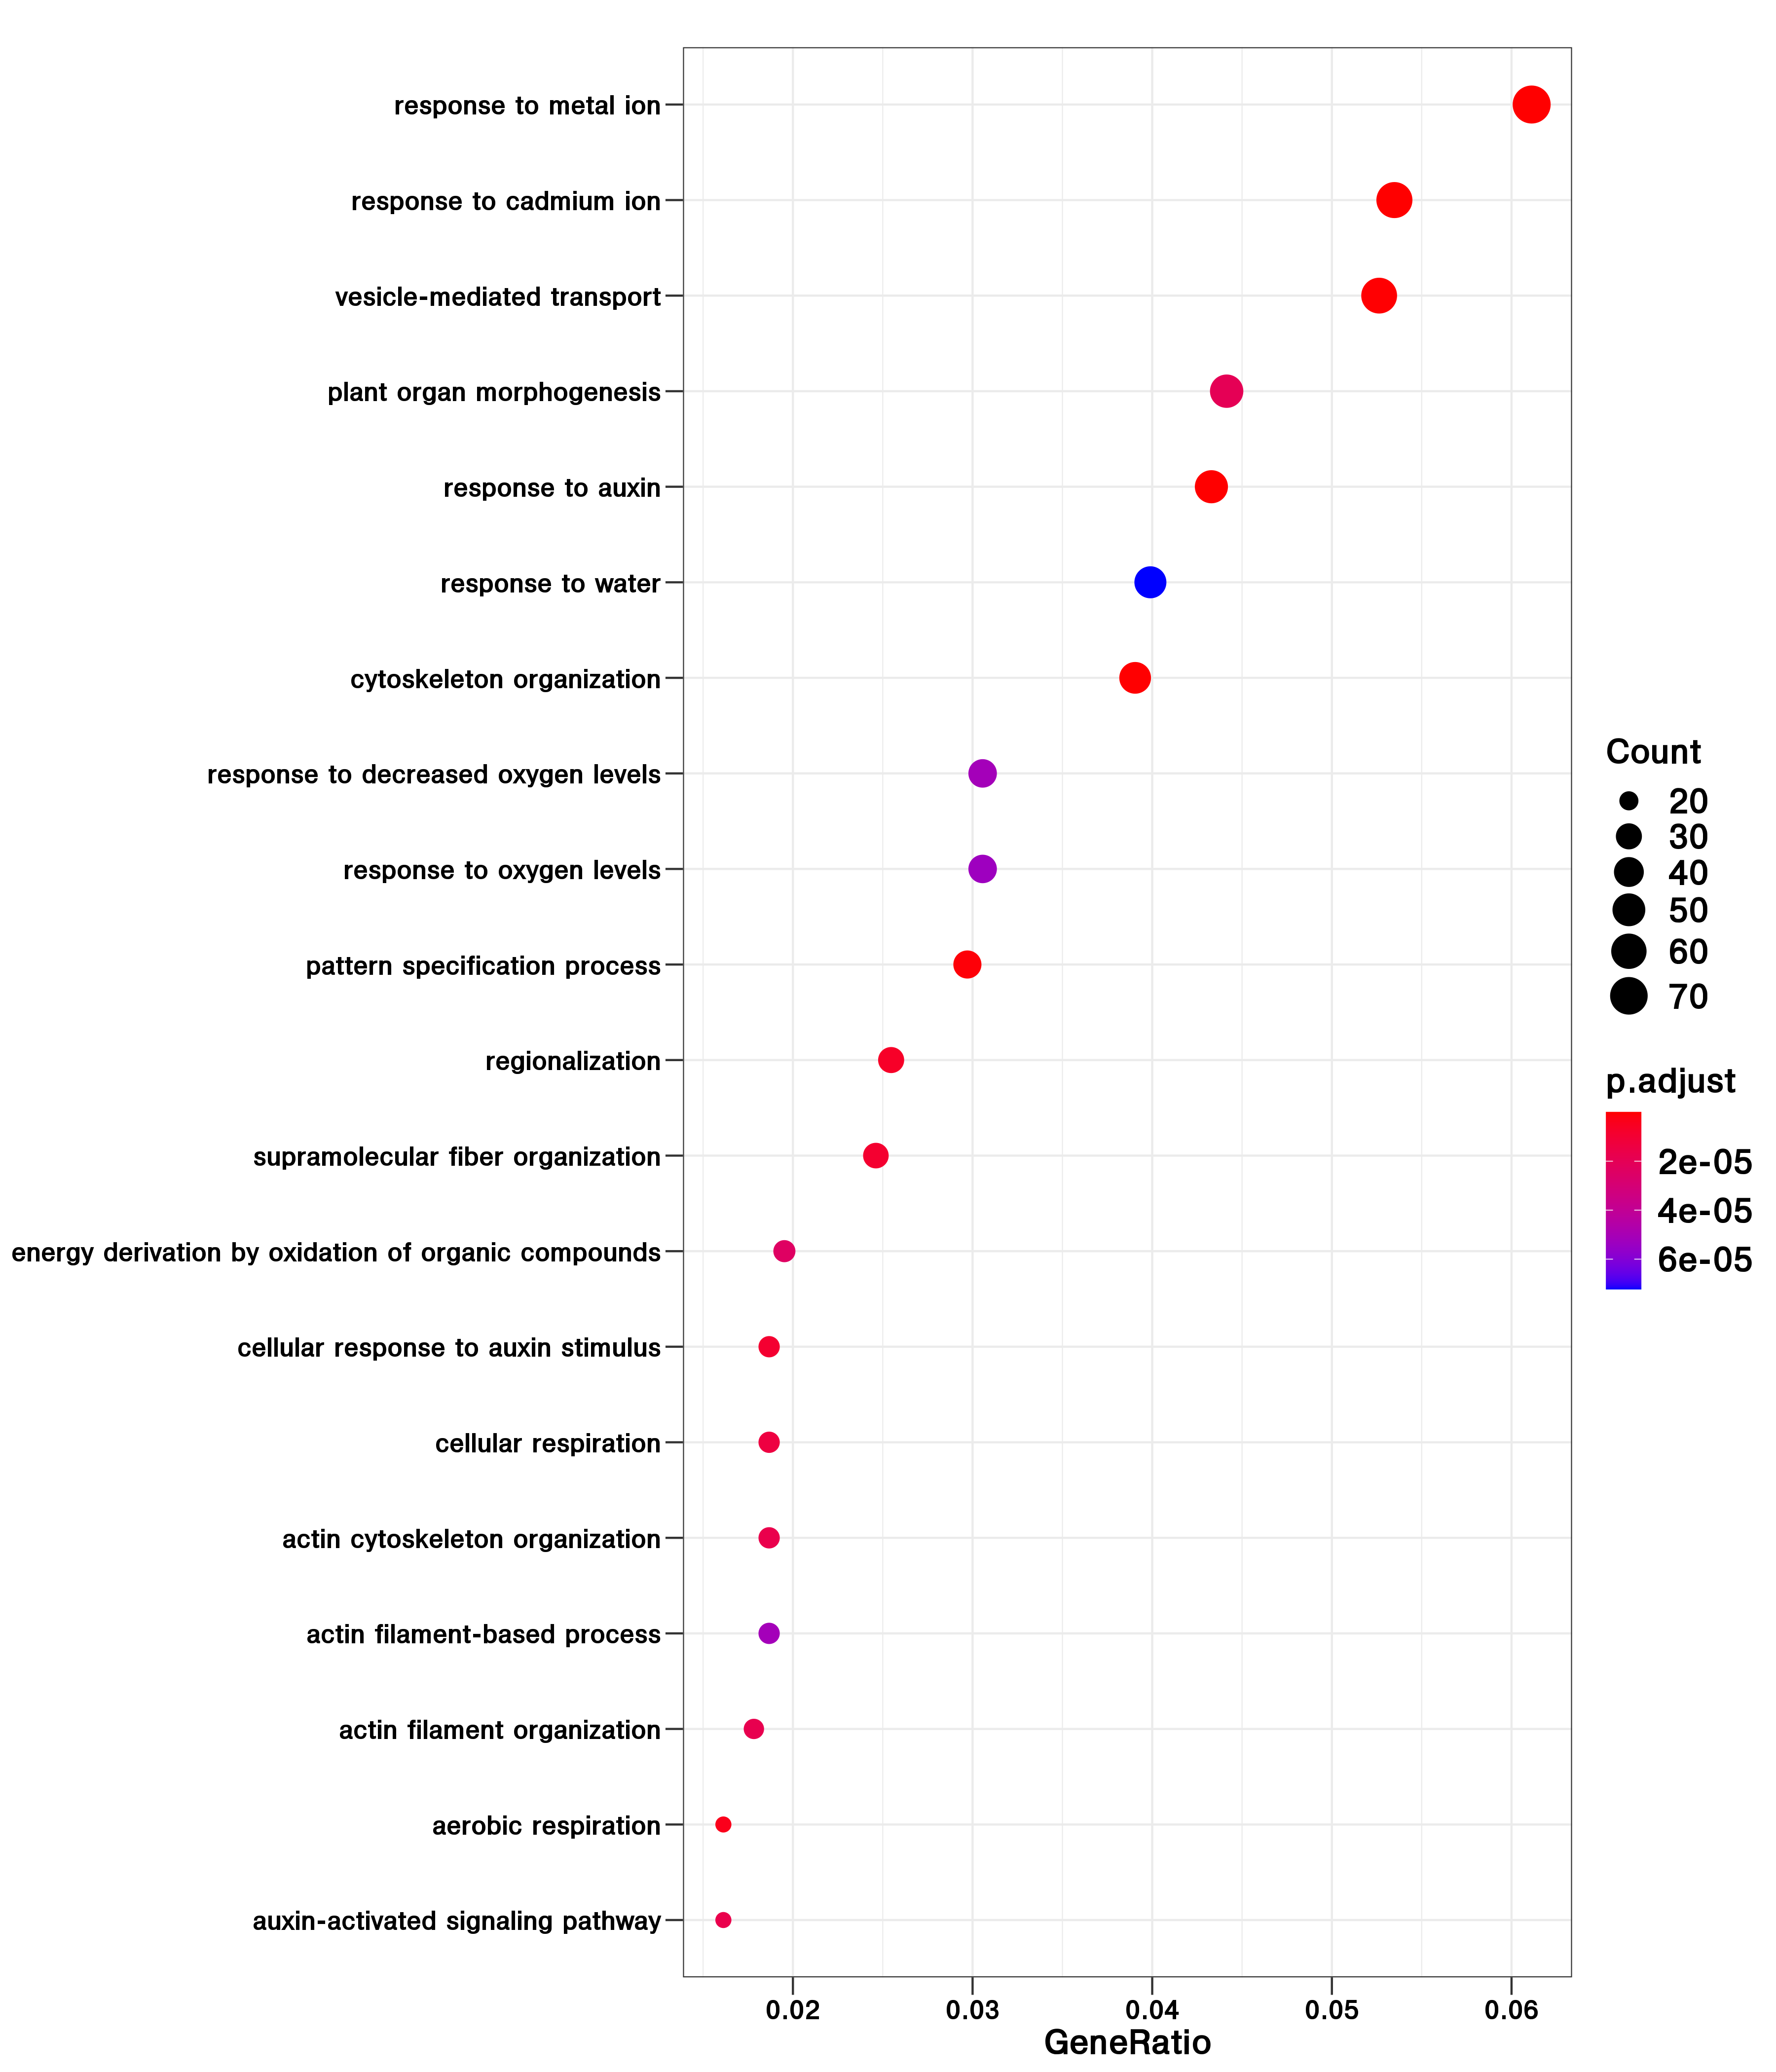 response to metal ion
response to cadmium ion
vesicle-mediated transport
plant organ morphogenesis
response to auxin
response to water
cytoskeleton organization
response to decreased oxygen levels
response to oxygen levels
pattern specification process
regionalization
supramolecular fiber organization
energy derivation by oxidation of organic compounds
cellular response to auxin stimulus
cellular respiration
actin cytoskeleton organization
actin filament-based process
actin filament organization
aerobic respiration
auxin-activated signaling pathway
0.02 0.03 0.04 0.05 0.06
GeneRatio
Count
20
30
40
50
60
70
p.adjust
2e-05
4e-05
6e-05